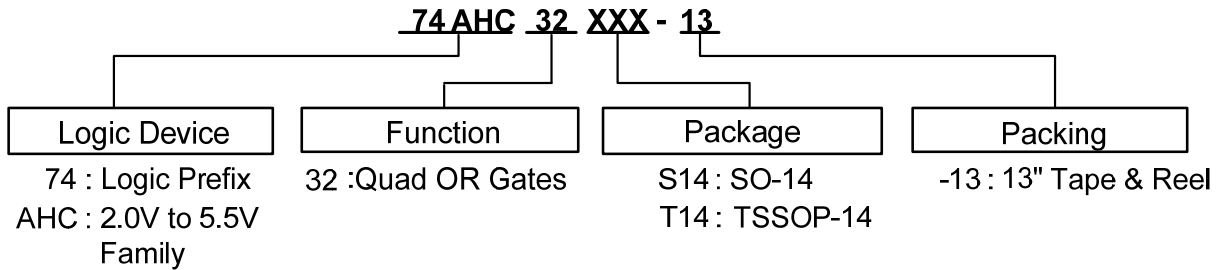 74 AHC 32 XXX - 13
Logic Device
Function
Package
Packing
74 : Logic Prefix
AHC : 2.0V to 5.5V
Family
32 :Quad OR Gates
S14 : SO-14
T14 : TSSOP-14
-13 : 13" Tape & Reel